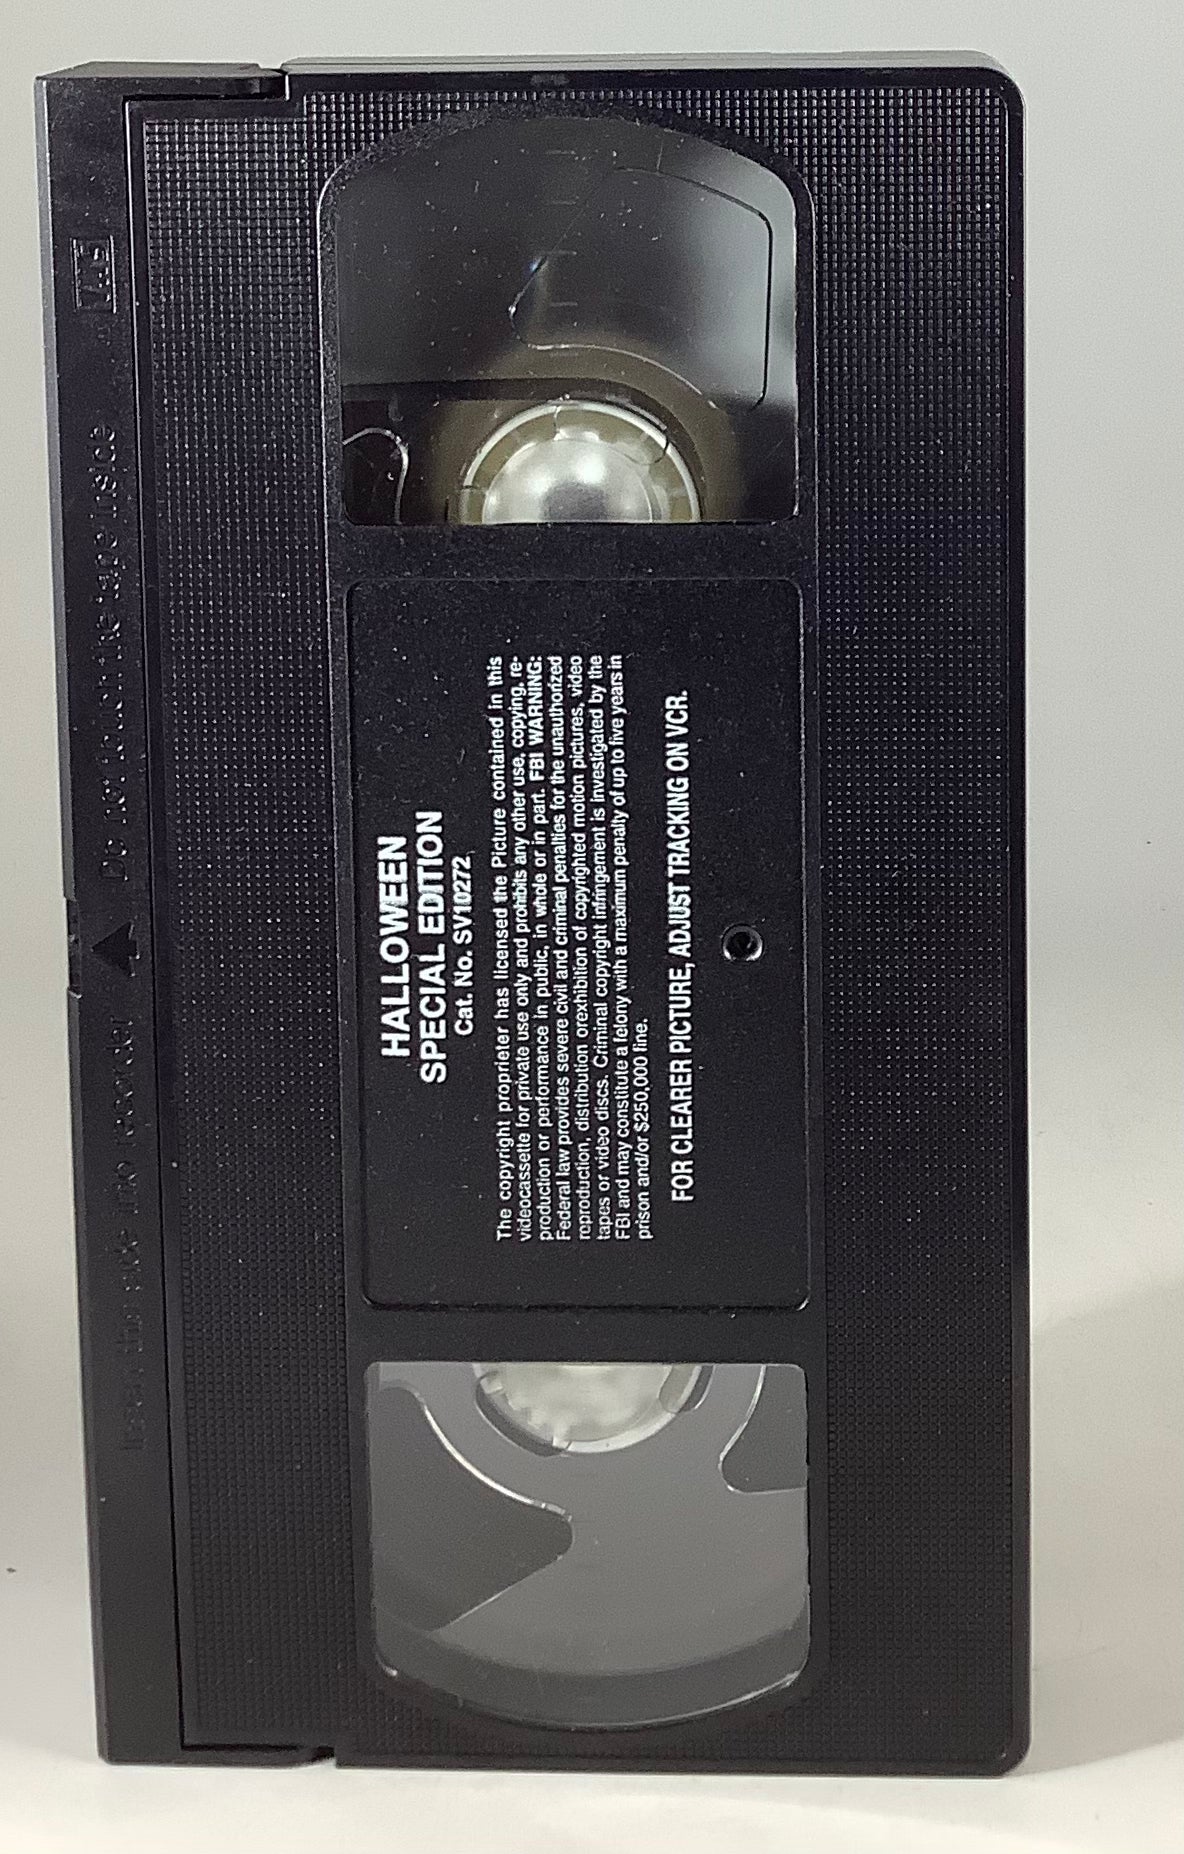 VHS
Insert this side into recorder ▲ Do not touch the tape inside
HALLOWEEN
SPECIAL EDITION
Cat. No. SV10272
The copyright proprieter has licensed the Picture contained in this
videocassette for private use only and prohibits any other use, copying, re-
production or performance in public, in whole or in part. FBI WARNING:
Federal law provides severe civil and criminal penalties for the unauthorized
reproduction, distribution orexhibition of copyrighted motion pictures, video
tapes or video discs. Criminal copyright infringement is investigated by the
FBI and may constitute a felony with a maximum penalty of up to five years in
prison and/or $250,000 fine.
FOR CLEARER PICTURE, ADJUST TRACKING ON VCR.